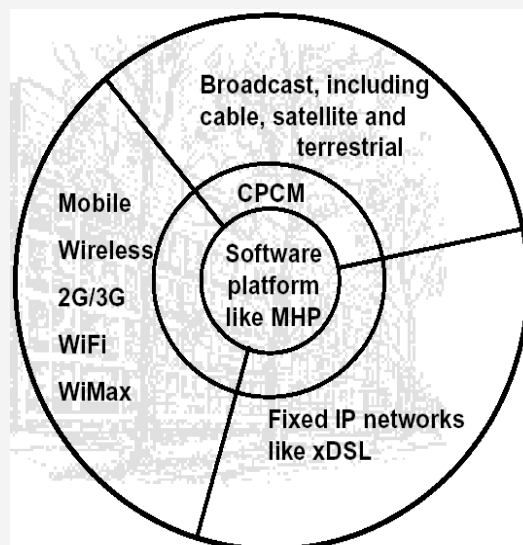 Broadcast, including
cable, satellite and
terrestrial
CPCM
Software
platform
like MHP
Mobile
Wireless
2G/3G
WiFi
WiMax
Fixed IP networks
like xDSL